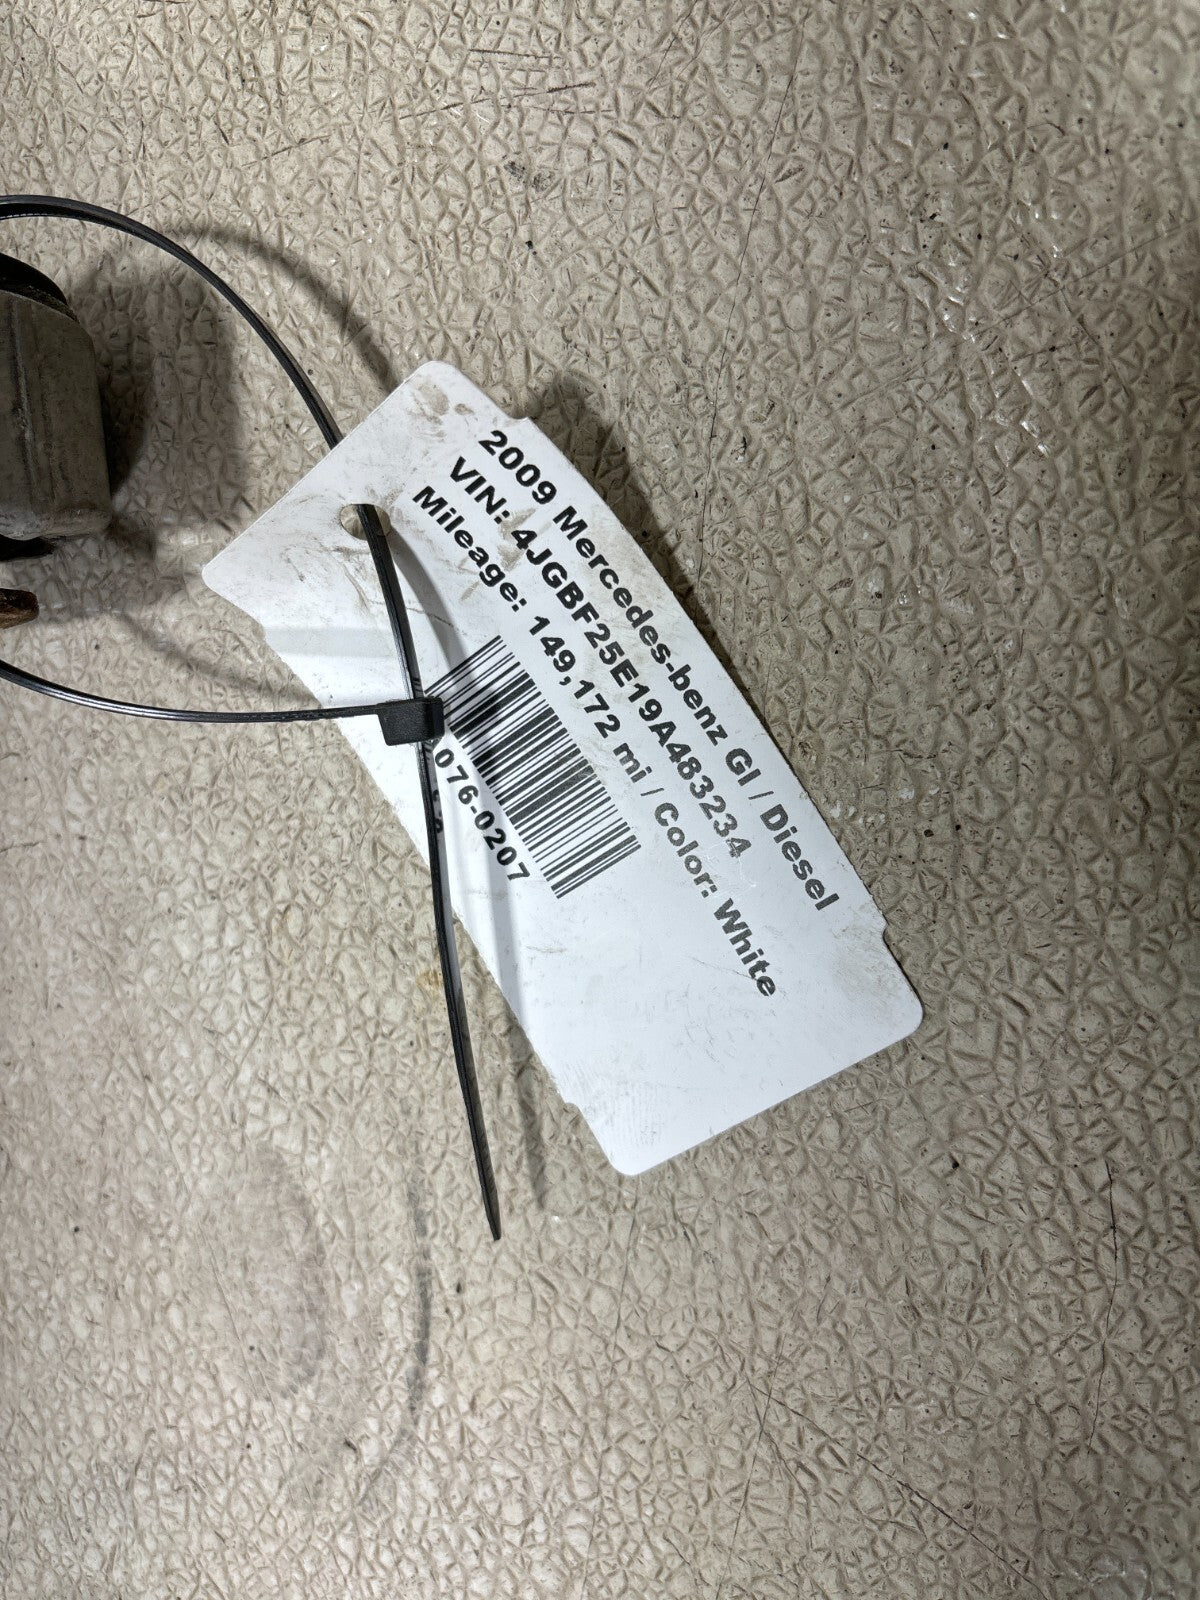 2009 Mercedes-benz Gl / Diesel
VIN: 4JGBF25E19A483234
Mileage: 149,172 mi / Color: White
076-0207